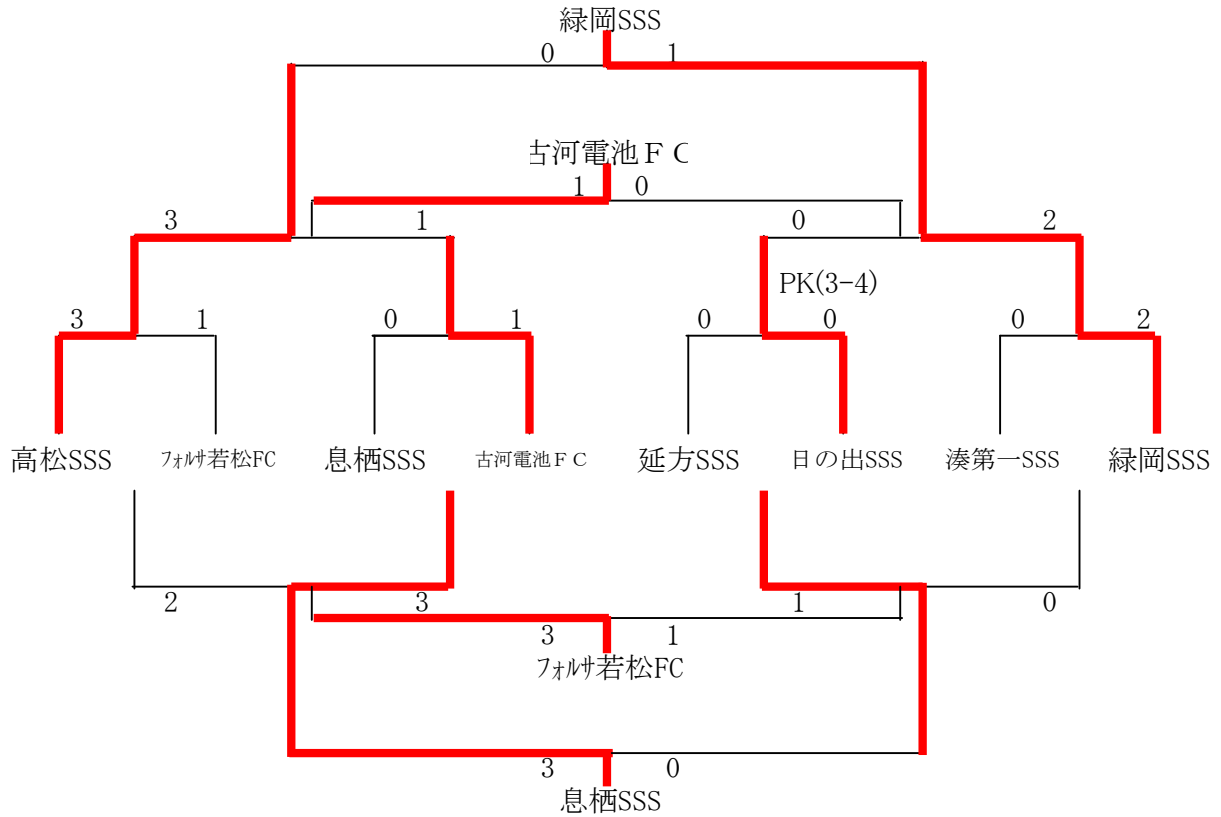 緑岡SSS
0 1
古河電池ＦＣ
1 0
3 1 0 2
PK(3-4)
3 1 0 1 0 0 0 2
高松SSS ﾌｫﾙｻ若松FC 息栖SSS 古河電池ＦＣ 延方SSS 日の出SSS 湊第一SSS 緑岡SSS
2 3 1 0
3 1
ﾌｫﾙｻ若松FC
3 0
息栖SSS